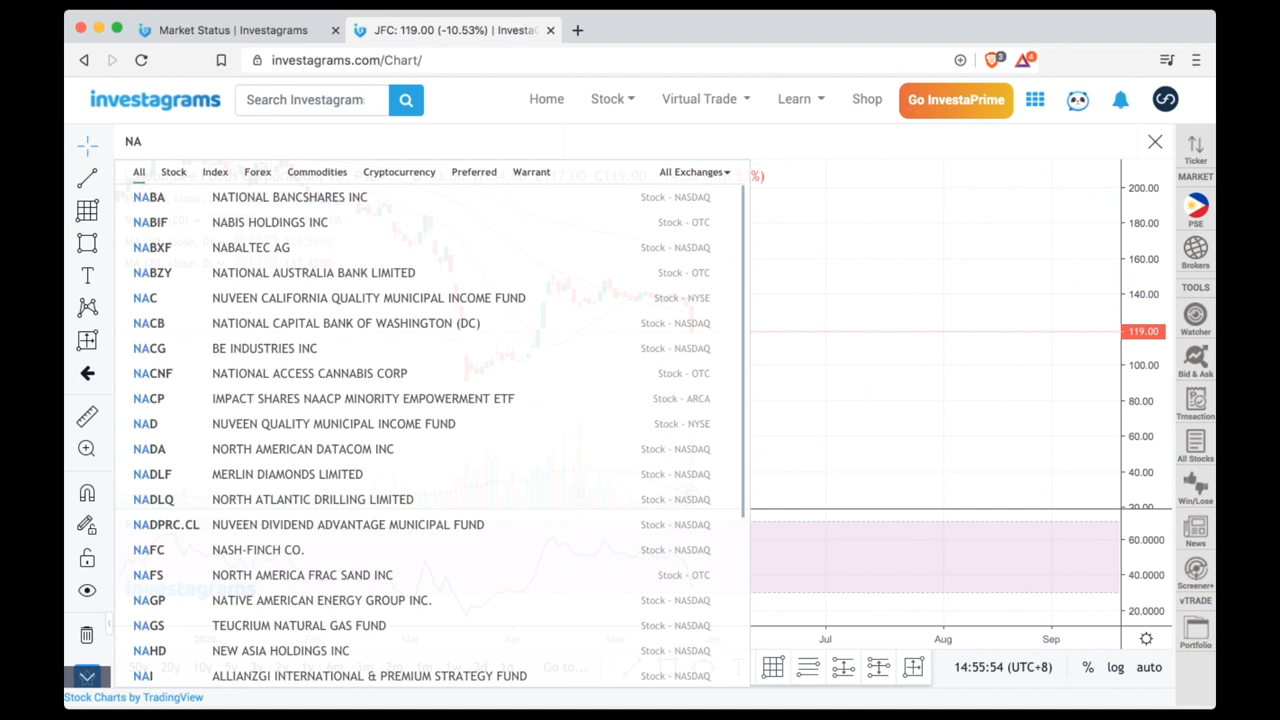 Market Status | Investagrams
JFC: 119.00 (-10.53%) | Investa
investagrams.com/Chart/
3
4
investagrams
Search Investagram:
Home
Stock
Virtual Trade
Learn
Shop
Go InvestaPrime
NA
Ticker
MARKET
PSE
Brokers
TOOLS
Watcher
Bid & Ask
Trnsaction
All Stocks
Win/Lose
News
Screener+
vTRADE
Portfolio
All Stock Index Forex Commodities Cryptocurrency Preferred Warrant All Exchanges
NABA NATIONAL BANCSHARES INC Stock - NASDAQ
NABIF NABIS HOLDINGS INC Stock - OTC
NABXF NABALTEC AG Stock - NASDAQ
NABZY NATIONAL AUSTRALIA BANK LIMITED Stock - OTC
NAC NUVEEN CALIFORNIA QUALITY MUNICIPAL INCOME FUND Stock - NYSE
NACB NATIONAL CAPITAL BANK OF WASHINGTON (DC) Stock - NASDAQ
NACG BE INDUSTRIES INC Stock - NASDAQ
NACNF NATIONAL ACCESS CANNABIS CORP Stock - OTC
NACP IMPACT SHARES NAACP MINORITY EMPOWERMENT ETF Stock - ARCA
NAD NUVEEN QUALITY MUNICIPAL INCOME FUND Stock - NYSE
NADA NORTH AMERICAN DATACOM INC Stock - NASDAQ
NADLF MERLIN DIAMONDS LIMITED Stock - NASDAQ
NADLQ NORTH ATLANTIC DRILLING LIMITED Stock - NASDAQ
NADPRC.CL NUVEEN DIVIDEND ADVANTAGE MUNICIPAL FUND Stock - NASDAQ
NAFC NASH-FINCH CO. Stock - NASDAQ
NAFS NORTH AMERICA FRAC SAND INC Stock - OTC
NAGP NATIVE AMERICAN ENERGY GROUP INC. Stock - NASDAQ
NAGS TEUCRIUM NATURAL GAS FUND Stock - NASDAQ
NAHD NEW ASIA HOLDINGS INC Stock - NASDAQ
NAI ALLIANZGI INTERNATIONAL & PREMIUM STRATEGY FUND Stock - NASDAQ
%)
200.00
180.00
160.00
140.00
119.00
100.00
80.00
60.00
40.00
20.00
60.0000
40.0000
20.0000
Jul Aug Sep
14:55:54 (UTC+8) % log auto
Stock Charts by TradingView